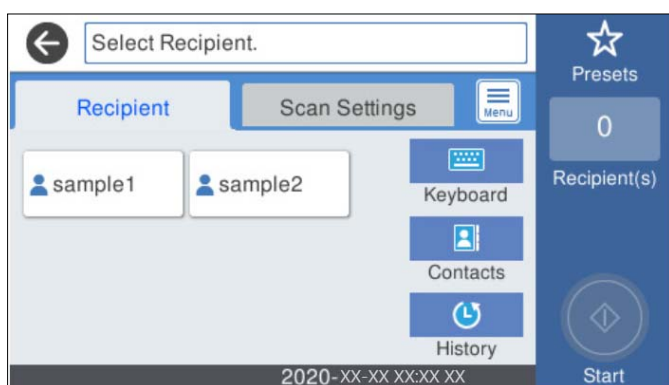 Select Recipient.
Presets
Recipient
Scan Settings
Menu
0
Recipient(s)
sample1
sample2
Keyboard
Contacts
History
2020-XX-XX XX:XX XX
Start